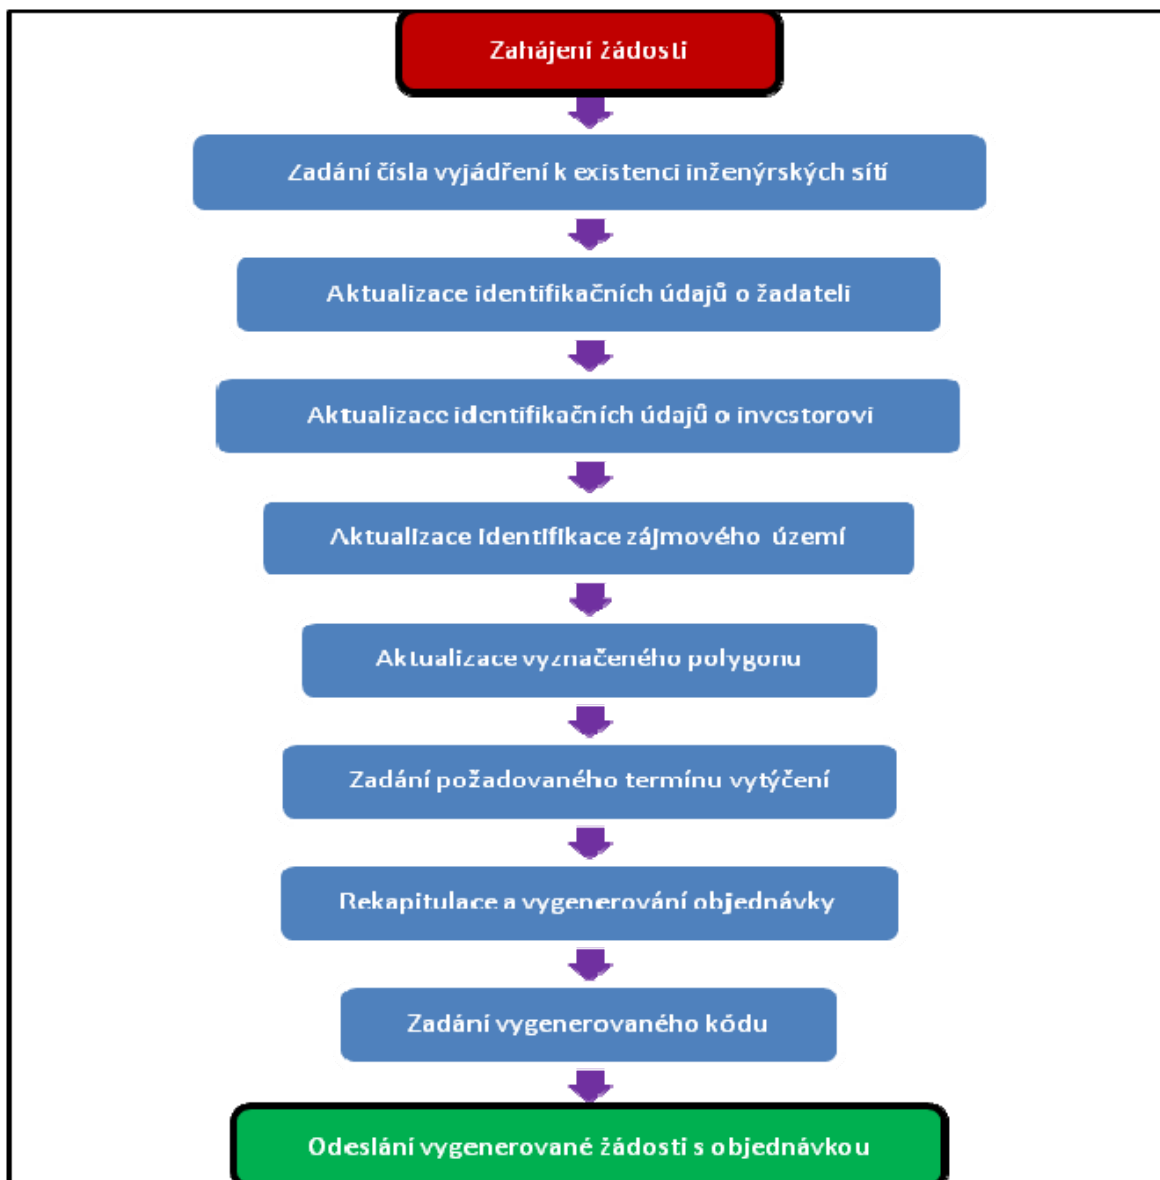 Zahájení žádosti
Zadání čísla vyjádření k existenci inženýrských sítí
Aktualizace identifikačních údajů o žadateli
Aktualizace identifikačních údajů o investorovi
Aktualizace identifikace zájmového území
Aktualizace vyznačeného polygonu
Zadání požadovaného termínu vytýčení
Rekapitulace a vygenerování objednávky
Zadání vygenerovaného kódu
Odeslání vygenerované žádosti s objednávkou